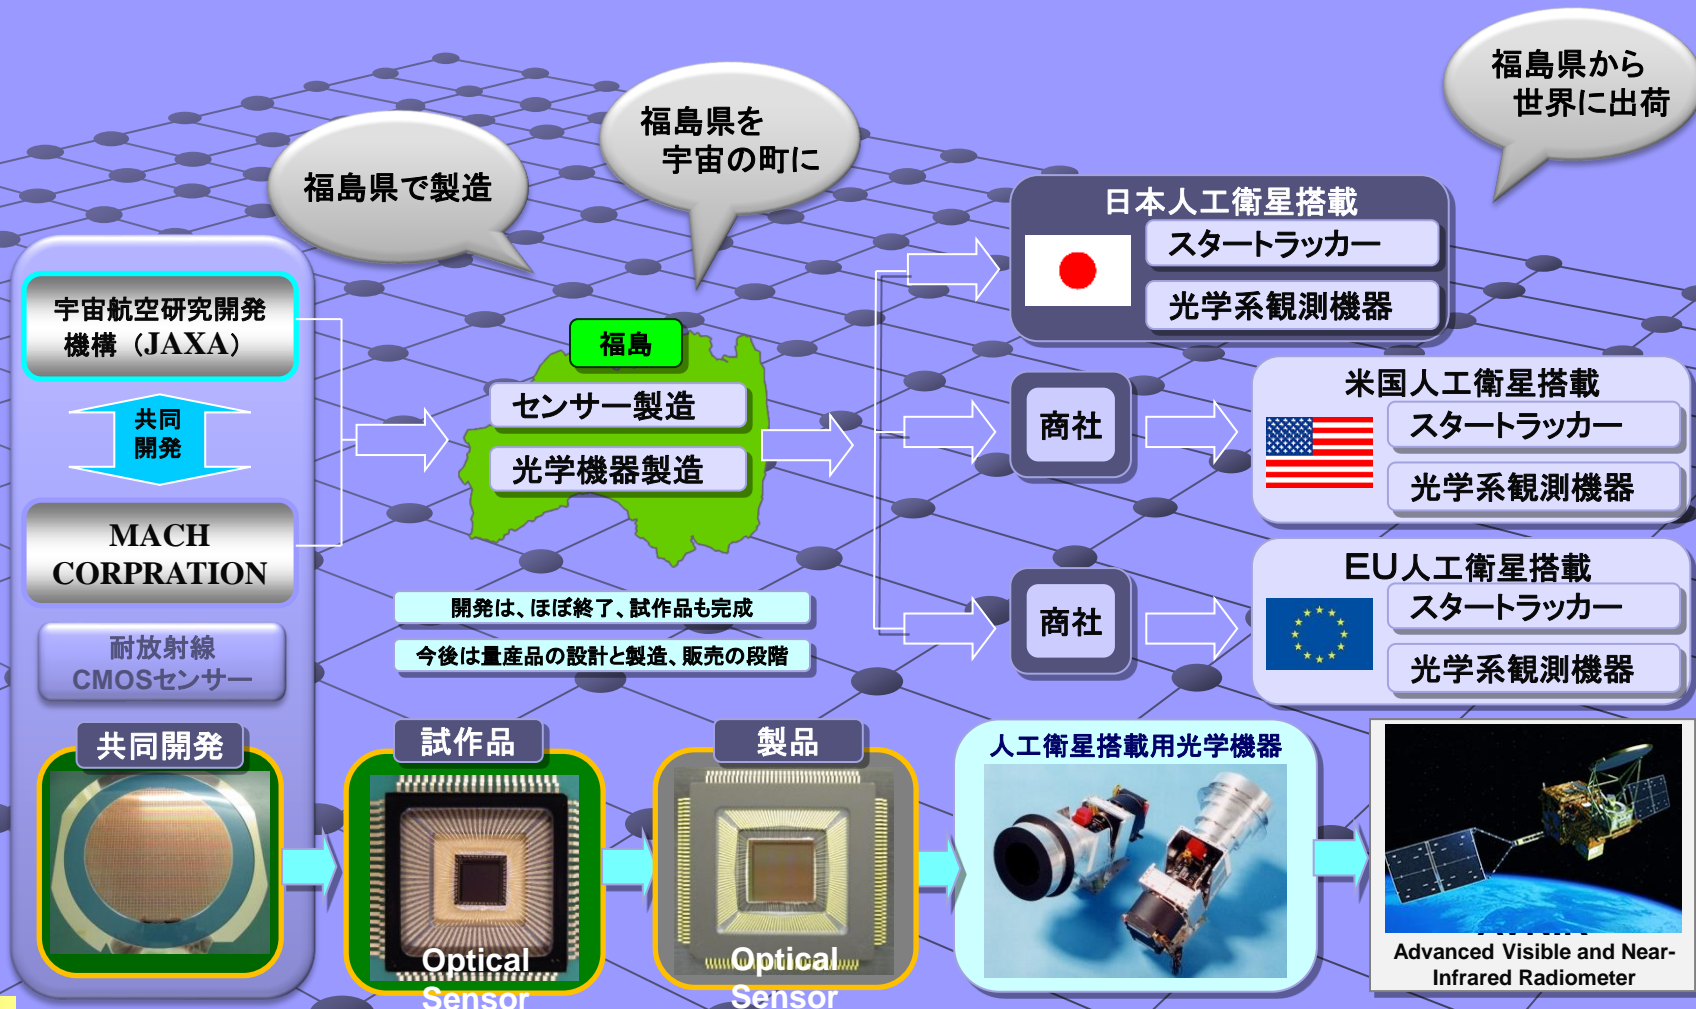 福島県から
世界に出荷
福島県を
宇宙の町に
福島県で製造
宇宙航空研究開発
機構（JAXA）
共同
開発
MACH
CORPRATION
耐放射線
CMOSセンサー
福島
センサー製造
光学機器製造
開発は、ほぼ終了、試作品も完成
今後は量産品の設計と製造、販売の段階
日本人工衛星搭載
スタートラッカー
光学系観測機器
商社
米国人工衛星搭載
スタートラッカー
光学系観測機器
商社
EU人工衛星搭載
スタートラッカー
光学系観測機器
共同開発
試作品
Optical
Sensor
製品
Optical
Sensor
人工衛星搭載用光学機器
Advanced Visible and Near-
Infrared Radiometer